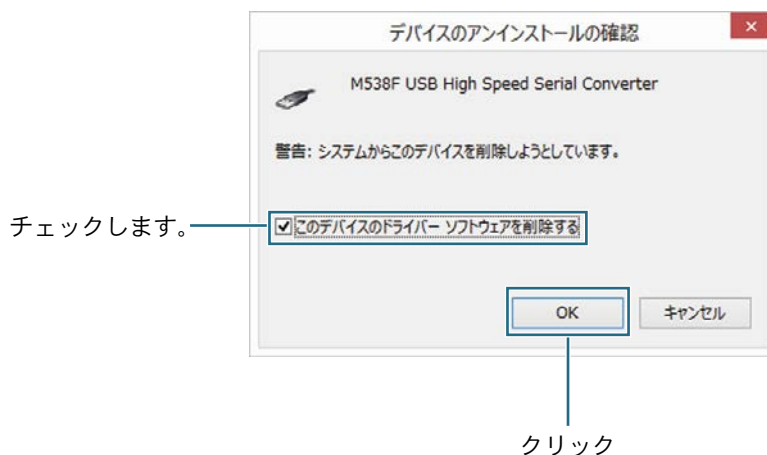 デバイスのアンインストールの確認
M538F USB High Speed Serial Converter
警告: システムからこのデバイスを削除しようとしています。
チェックします。
このデバイスのドライバー ソフトウェアを削除する
OK
キャンセル
クリック